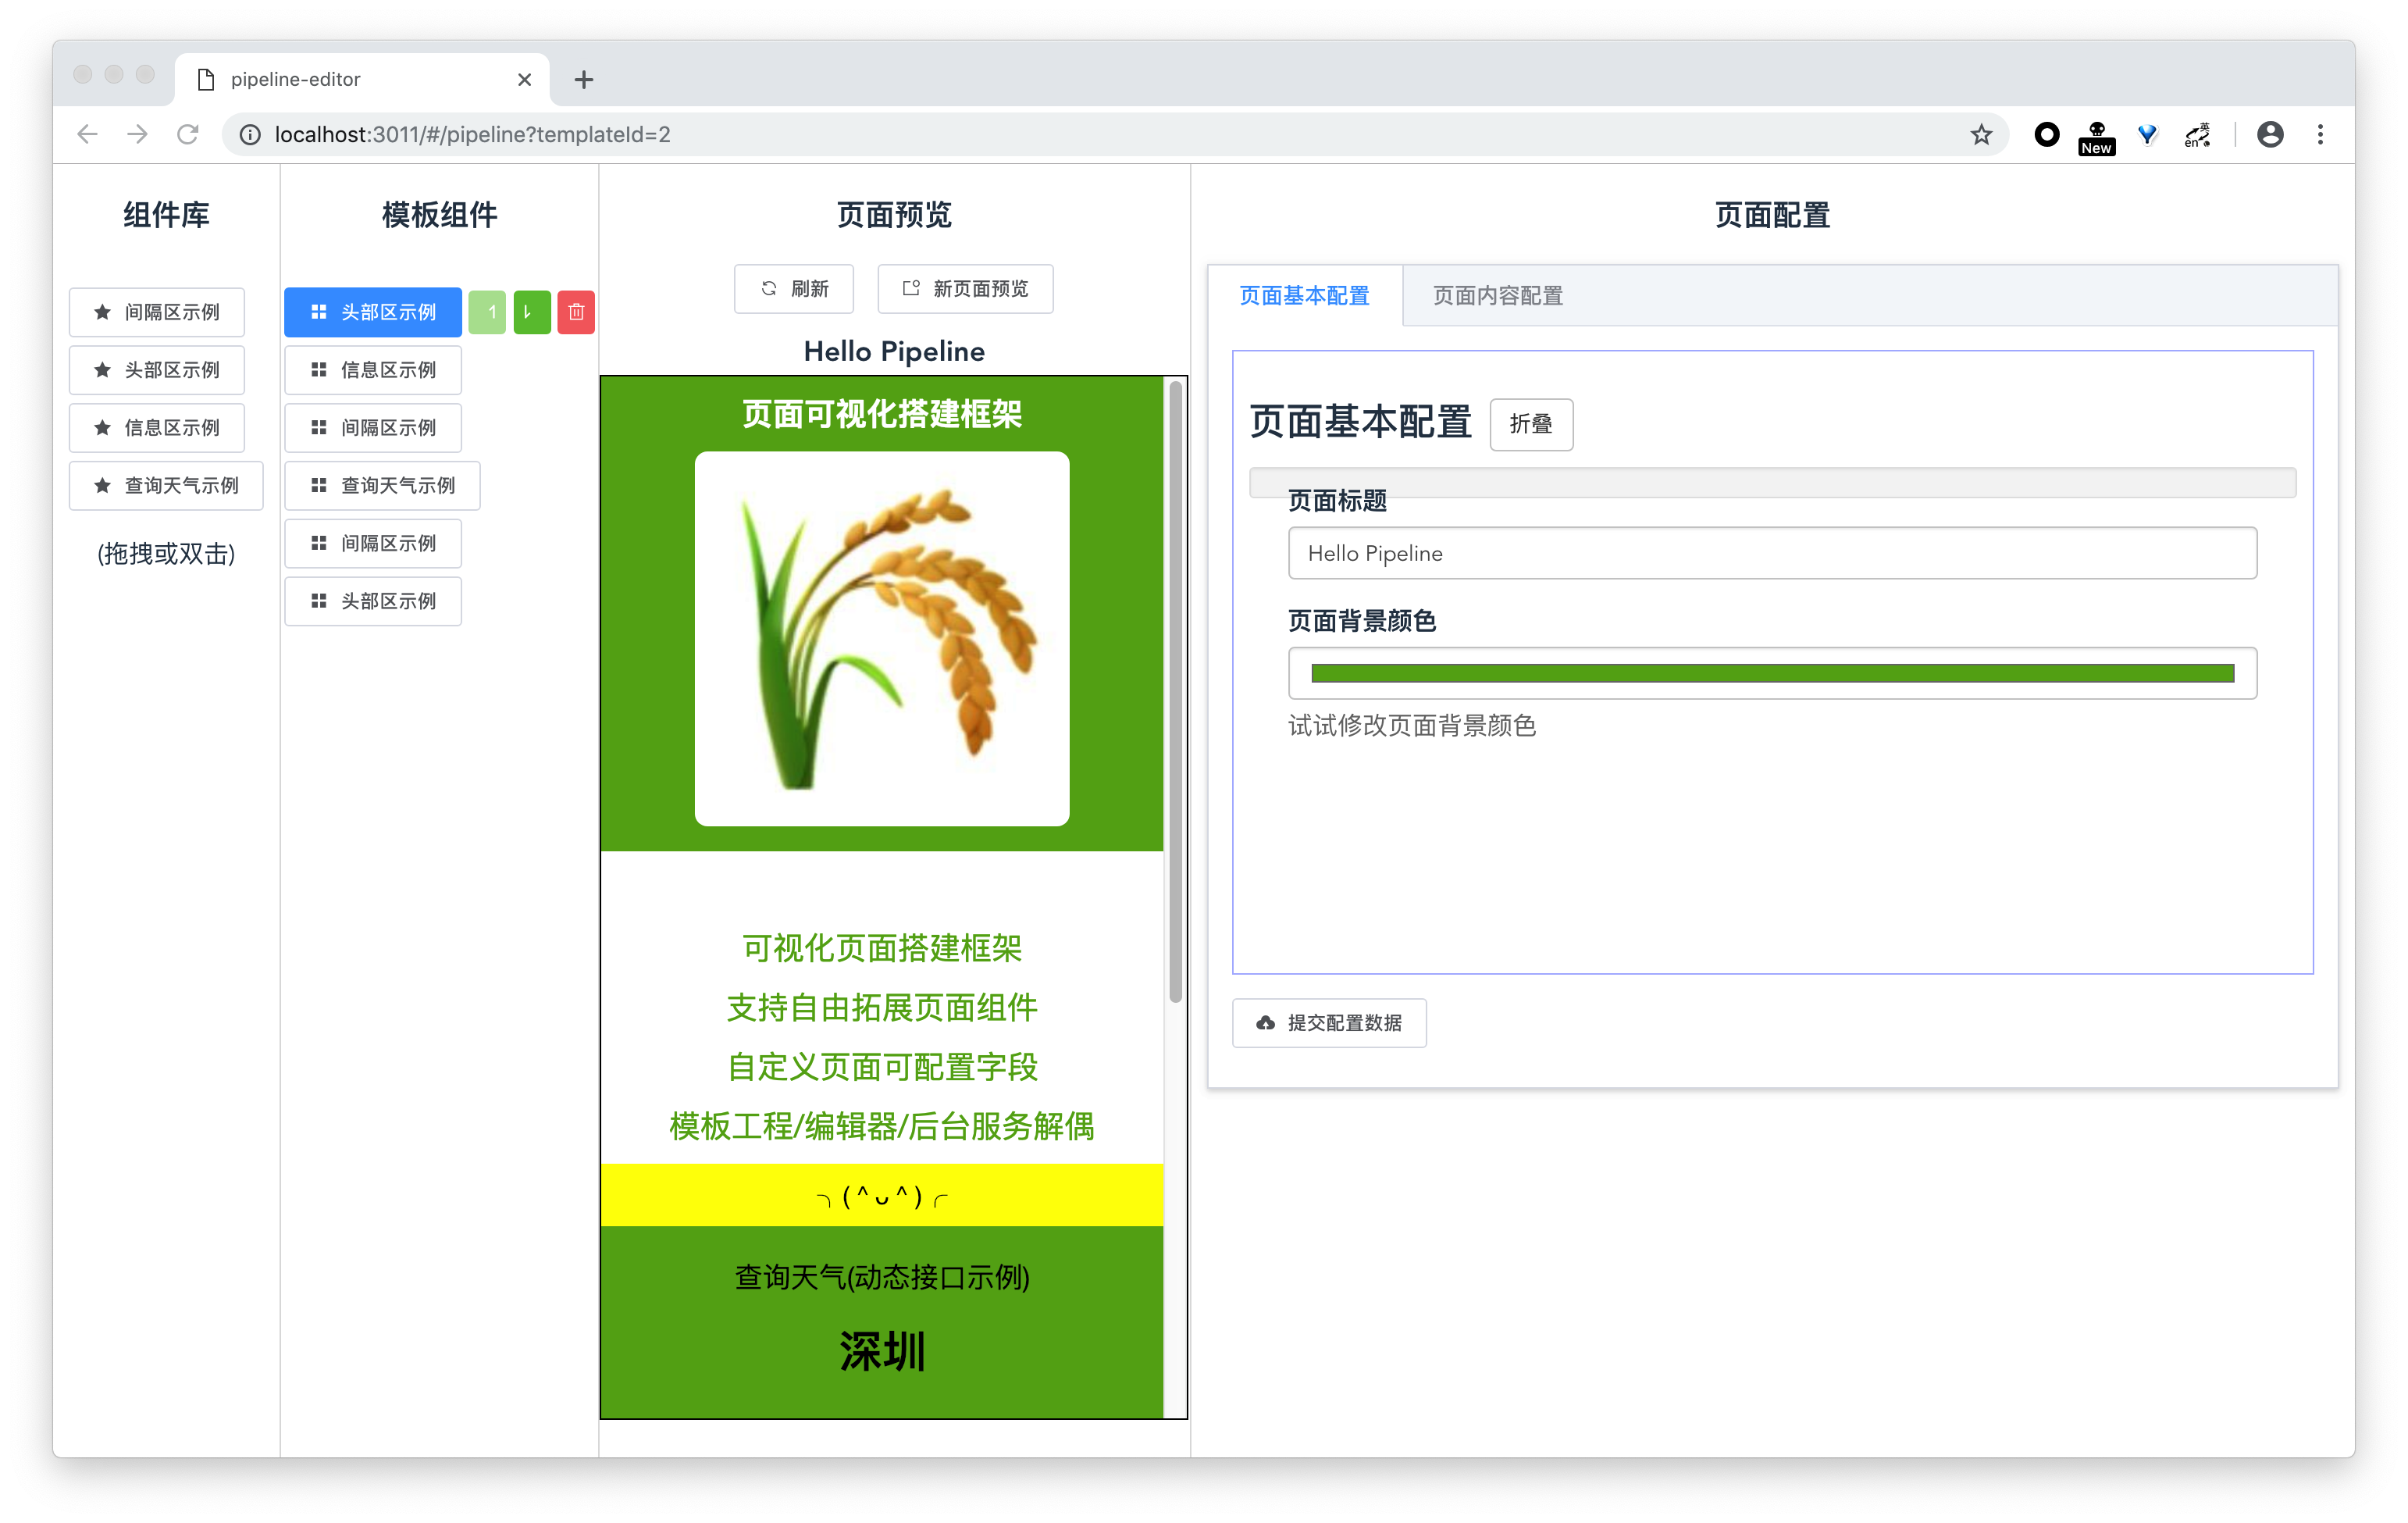 pipeline-editor
localhost:3011/#/pipeline?templateId=2
New
英
en
组件库
间隔区示例
头部区示例
信息区示例
查询天气示例
(拖拽或双击)
模板组件
头部区示例
信息区示例
间隔区示例
查询天气示例
间隔区示例
头部区示例
页面预览
刷新
新页面预览
Hello Pipeline
页面可视化搭建框架
可视化页面搭建框架
支持自由拓展页面组件
自定义页面可配置字段
模板工程/编辑器/后台服务解偶
╮(^ᴗ^)╭
查询天气(动态接口示例)
深圳
页面配置
页面基本配置
页面内容配置
页面基本配置 折叠
页面标题
Hello Pipeline
页面背景颜色
试试修改页面背景颜色
提交配置数据